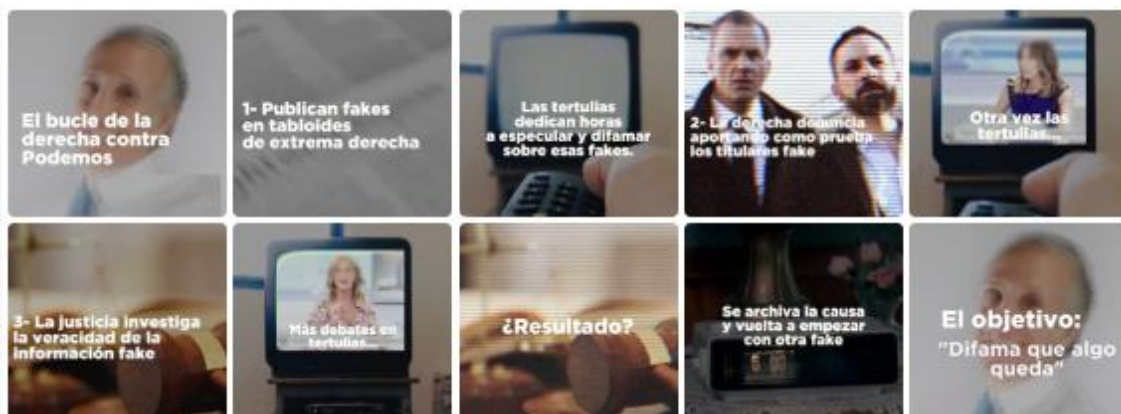 El bucle de la
derecha contra
Podemos
1- Publican fakes
en tabloides
de extrema derecha
Las tertulias
dedican horas
a especular y difamar
sobre esas fakes.
2- La derecha denuncia
aportando como prueba
los titulares fake
Otra vez las
tertulias...
3- La justicia investiga
la veracidad de la
información fake
Más debates en
tertulias...
¿Resultado?
Se archiva la causa
y vuelta a empezar
con otra fake
El objetivo:
"Difama que algo
queda"